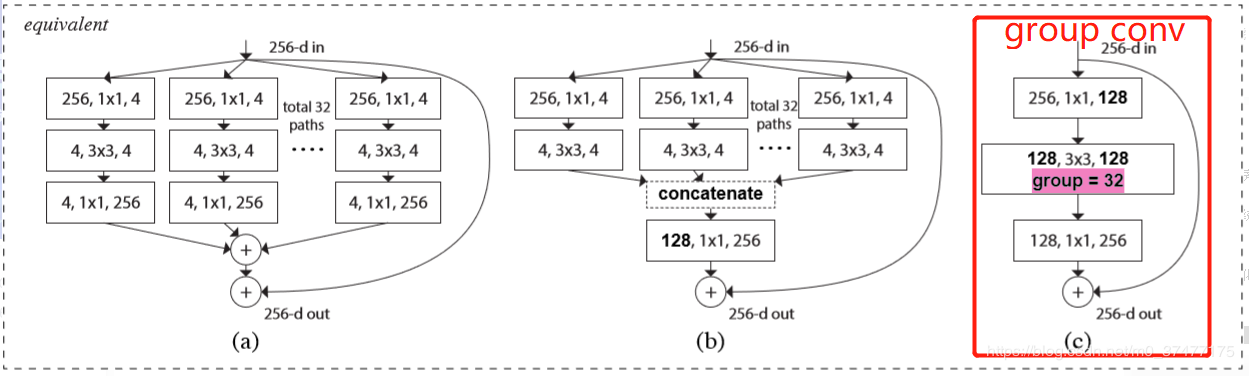 equivalent
256-d in
256, 1x1, 4
256, 1x1, 4
total 32
paths
256, 1x1, 4
4, 3x3, 4
4, 3x3, 4
....
4, 3x3, 4
4, 1x1, 256
4, 1x1, 256
4, 1x1, 256
+
+
256-d out
(a)
256-d in
256, 1x1, 4
256, 1x1, 4
total 32
paths
256, 1x1, 4
4, 3x3, 4
4, 3x3, 4
....
4, 3x3, 4
concatenate
128, 1x1, 256
+
256-d out
(b)
group conv
256-d in
256, 1x1, 128
128, 3x3, 128
group = 32
128, 1x1, 256
+
256-d out
(c)